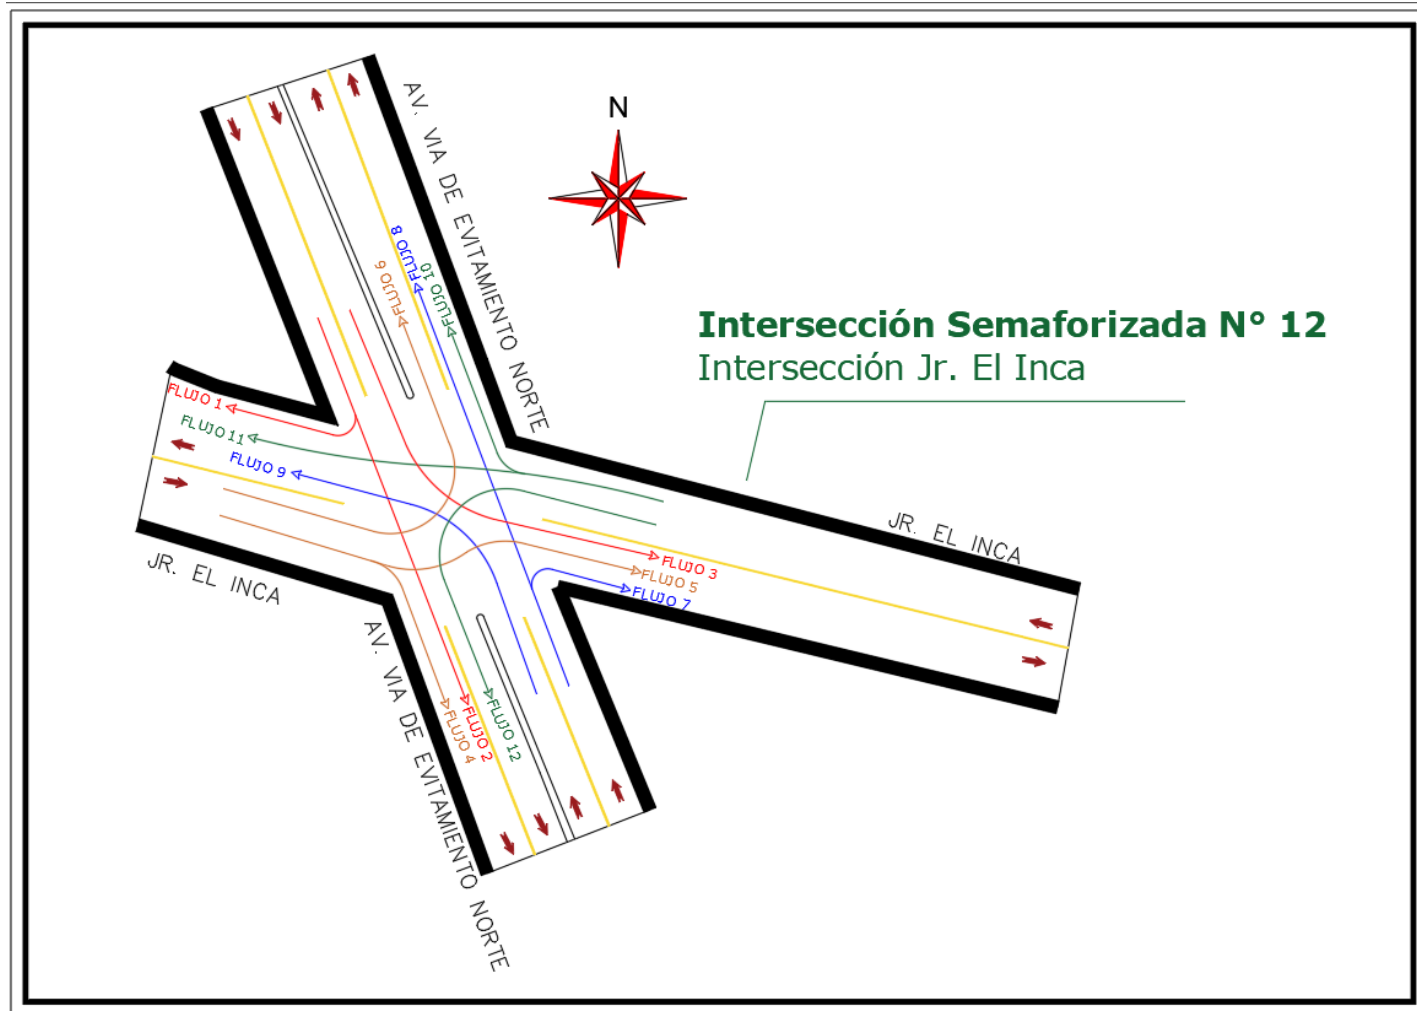 N
AV. VIA DE EVITAMIENTO NORTE
FLUJO 8
FLUJO 6
FLUJO 10
Intersección Semaforizada N° 12
Intersección Jr. El Inca
FLUJO 1
FLUJO 11
FLUJO 9
JR. EL INCA
FLUJO 3
FLUJO 5
FLUJO 7
JR. EL INCA
AV. VIA DE EVITAMIENTO NORTE
FLUJO 4
FLUJO 2
FLUJO 12